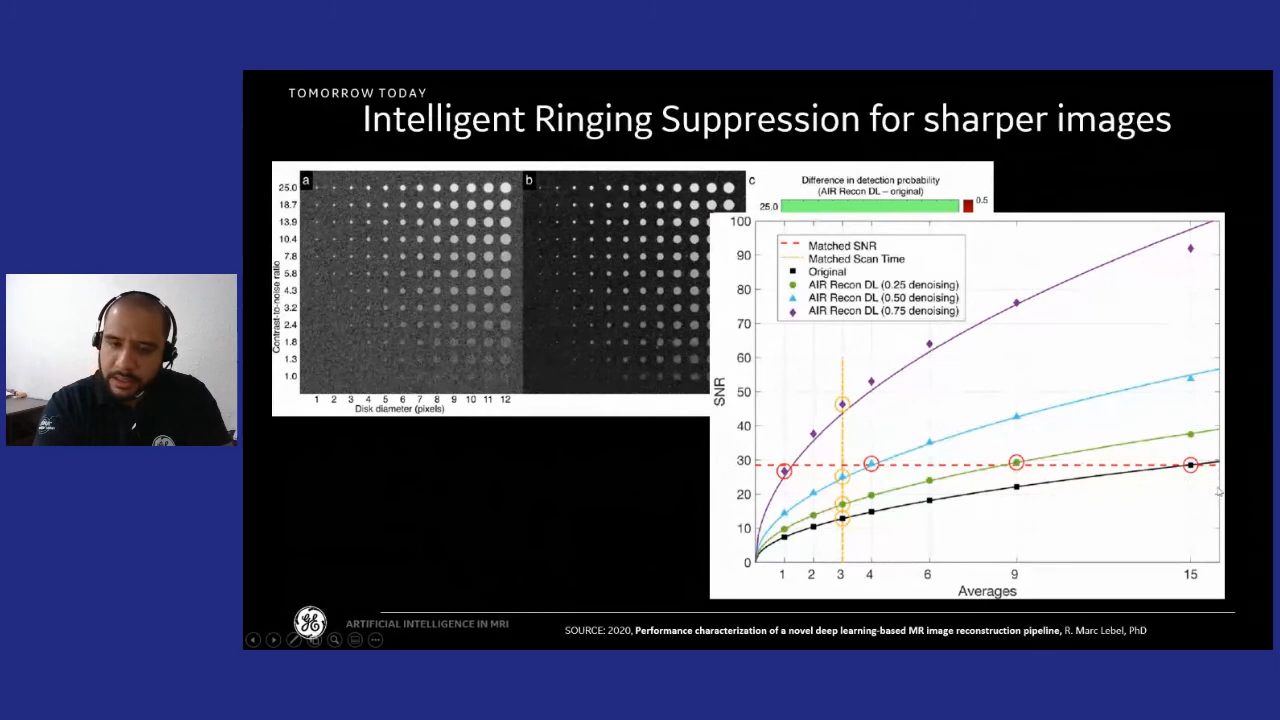 TOMORROW TODAY
Intelligent Ringing Suppression for sharper images
a
b
c
Difference in detection probability
(AIR Recon DL – original)
25.0
0.5
Contrast-to-noise ratio
25.0
18.7
13.9
10.4
7.8
5.8
4.3
3.2
2.4
1.8
1.3
1.0
1 2 3 4 5 6 7 8 9 10 11 12
Disk diameter (pixels)
Matched SNR
Matched Scan Time
Original
AIR Recon DL (0.25 denoising)
AIR Recon DL (0.50 denoising)
AIR Recon DL (0.75 denoising)
SNR
100
90
80
70
60
50
40
30
20
10
0
1 2 3 4 6 9 15
Averages
ARTIFICIAL INTELLIGENCE IN MRI
SOURCE: 2020, Performance characterization of a novel deep learning-based MR image reconstruction pipeline, R. Marc Lebel, PhD